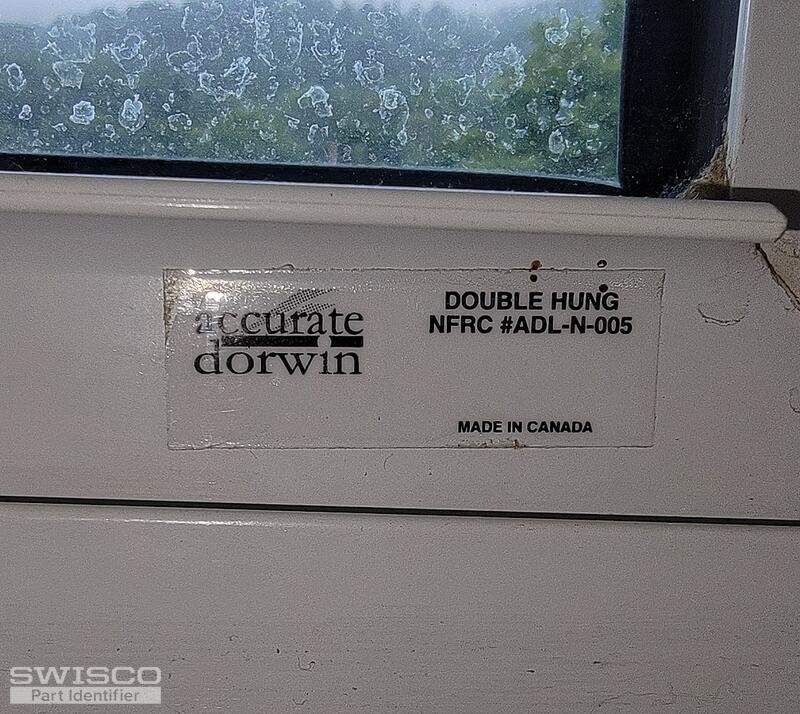 accurate
dorwin
DOUBLE HUNG
NFRC #ADL-N-005
MADE IN CANADA
SWISCO
Part Identifier